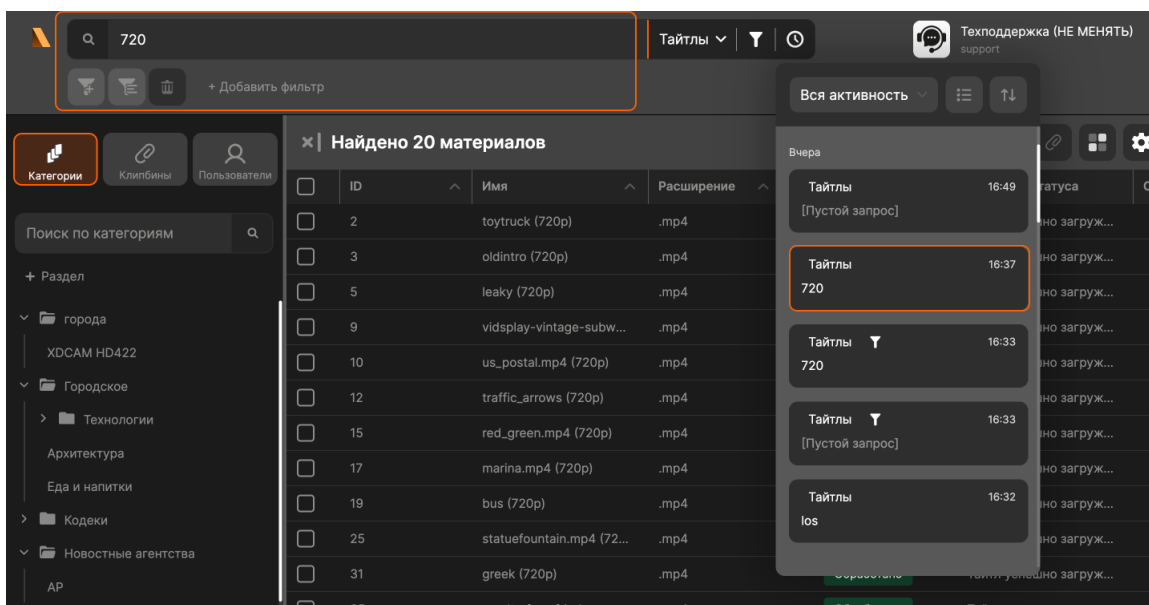 720
Тайтлы
Техподдержка (НЕ МЕНЯТЬ)
support
+ Добавить фильтр
Вся активность
Категории
Клипбины
Пользователи
Найдено 20 материалов
Вчера
Поиск по категориям
+ Раздел
города
XDCAM HD422
Городское
Технологии
Архитектура
Еда и напитки
Кодеки
Новостные агентства
AP
ID Имя Расширение
2 toytruck (720p) .mp4
3 oldintro (720p) .mp4
5 leaky (720p) .mp4
9 vidsplay-vintage-subw... .mp4
10 us_postal.mp4 (720p) .mp4
12 traffic_arrows (720p) .mp4
15 red_green.mp4 (720p) .mp4
17 marina.mp4 (720p) .mp4
19 bus (720p) .mp4
25 statuefountain.mp4 (72... .mp4
31 greek (720p) .mp4
Тайтлы 16:49
[Пустой запрос]
Тайтлы 16:37
720
Тайтлы 16:33
720
Тайтлы 16:33
[Пустой запрос]
Тайтлы 16:32
los